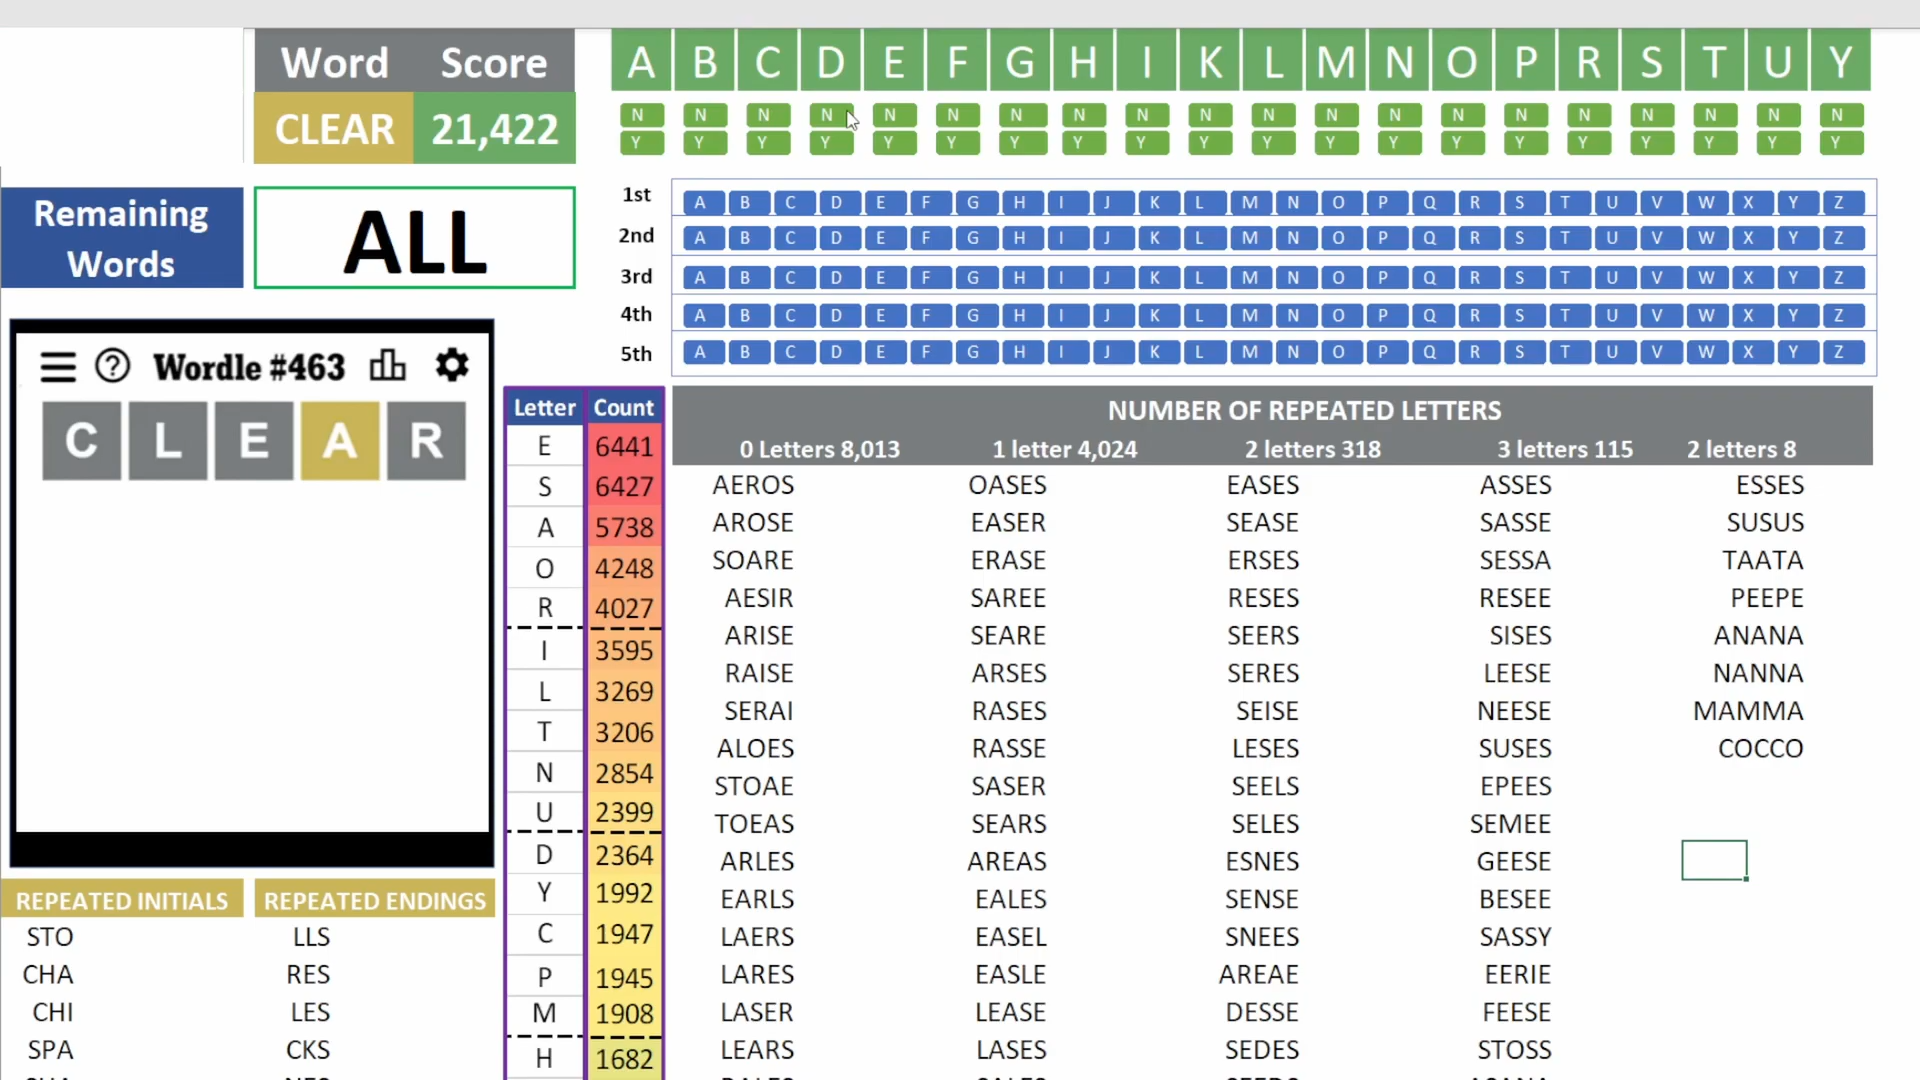 Word Score
CLEAR 21,422
A B C D E F G H I K L M N O P R S T U Y
N N N N N N N N N N N N N N N N N N N N
Y Y Y Y Y Y Y Y Y Y Y Y Y Y Y Y Y Y Y Y
Remaining
Words
ALL
1st A B C D E F G H I J K L M N O P Q R S T U V W X Y Z
2nd A B C D E F G H I J K L M N O P Q R S T U V W X Y Z
3rd A B C D E F G H I J K L M N O P Q R S T U V W X Y Z
4th A B C D E F G H I J K L M N O P Q R S T U V W X Y Z
5th A B C D E F G H I J K L M N O P Q R S T U V W X Y Z
Wordle #463
C L E A R
REPEATED INITIALS REPEATED ENDINGS
STO LLS
CHA RES
CHI LES
SPA CKS
Letter Count
E 6441
S 6427
A 5738
O 4248
R 4027
I 3595
L 3269
T 3206
N 2854
U 2399
D 2364
Y 1992
C 1947
P 1945
M 1908
H 1682
NUMBER OF REPEATED LETTERS
0 Letters 8,013 1 letter 4,024 2 letters 318 3 letters 115 2 letters 8
AEROS OASES EASES ASSES ESSES
AROSE EASER SEASE SASSE SUSUS
SOARE ERASE ERSES SESSA TAATA
AESIR SAREE RESES RESEE PEEPE
ARISE SEARE SEERS SISES ANANA
RAISE ARSES SERES LEESE NANNA
SERAI RASES SEISE NEESE MAMMA
ALOES RASSE LESES SUSES COCCO
STOAE SASER SEELS EPEES
TOEAS SEARS SELES SEMEE
ARLES AREAS ESNES GEESE
EARLS EALES SENSE BESEE
LAERS EASEL SNEES SASSY
LARES EASLE AREAE EERIE
LASER LEASE DESSE FEESE
LEARS LASES SEDES STOSS